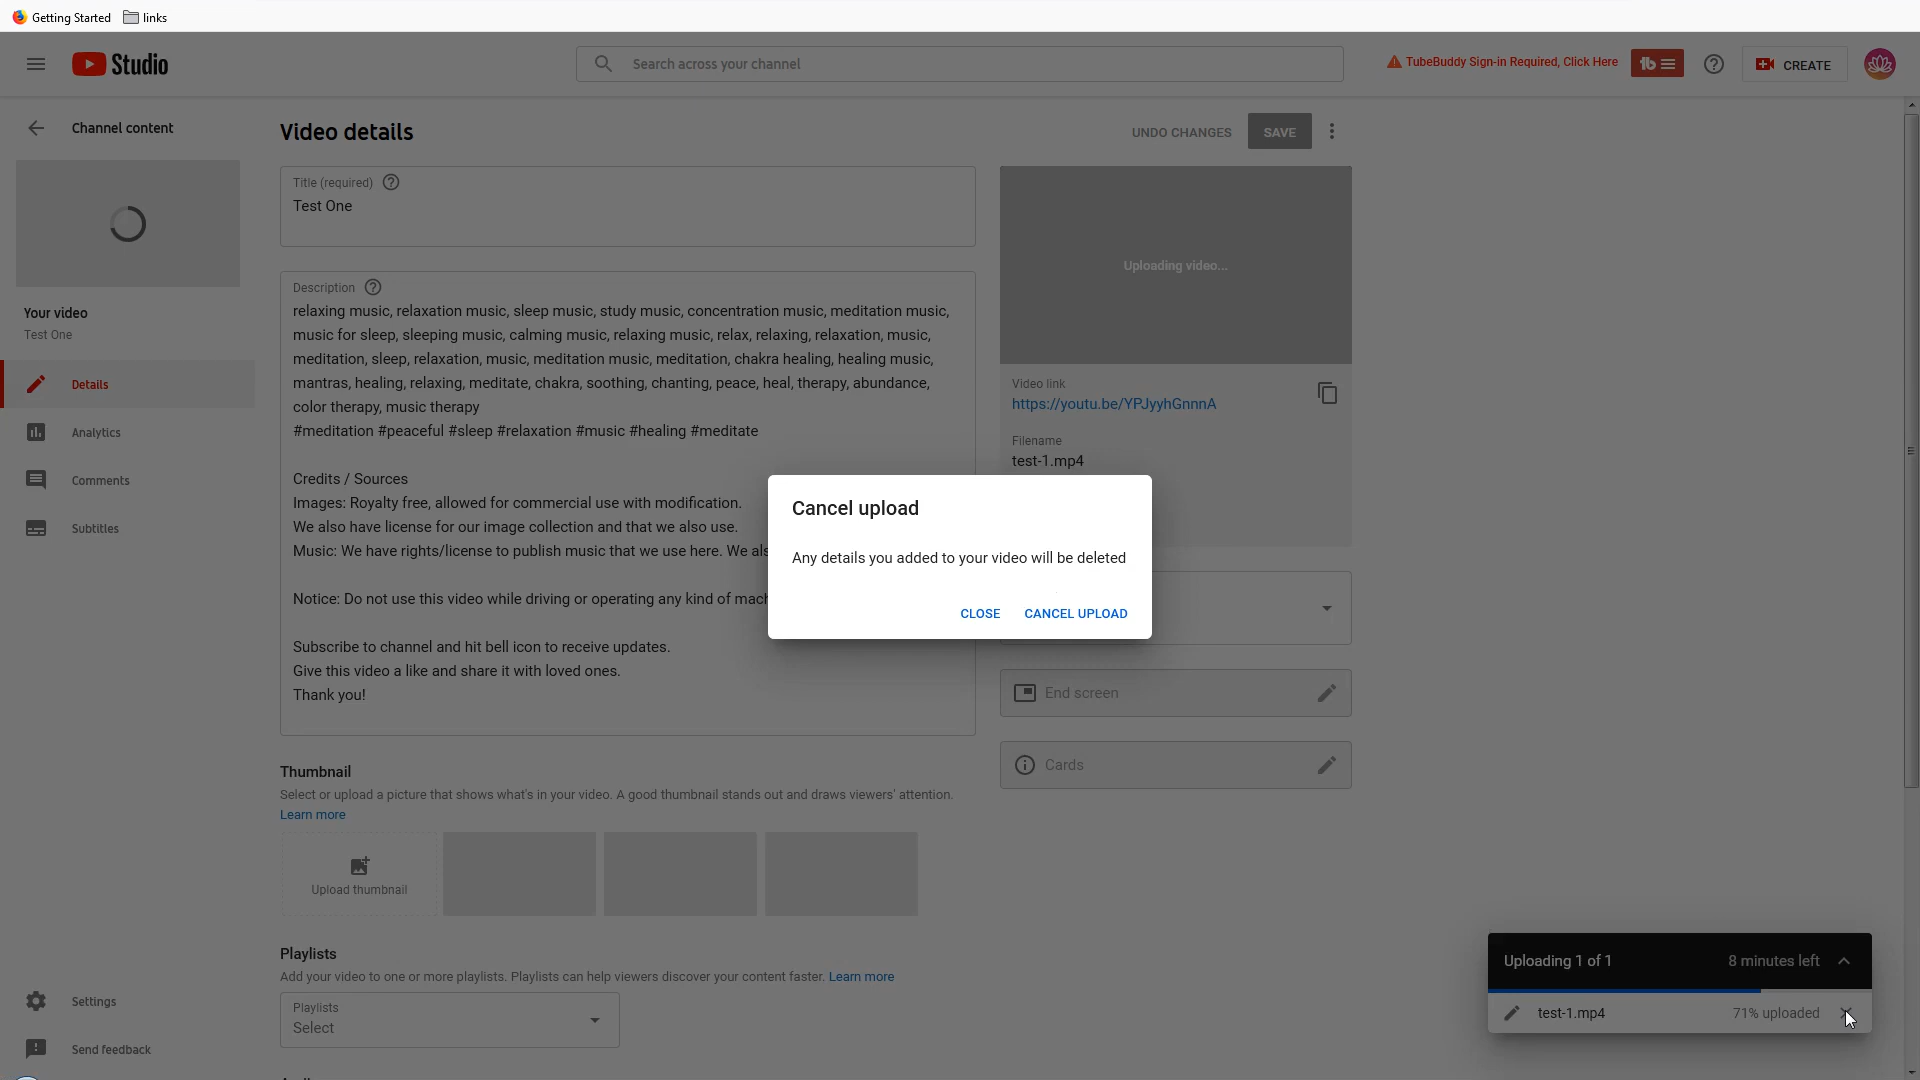 Getting Started
links
Studio
Search across your channel
TubeBuddy Sign-in Required, Click Here
tb
CREATE
Channel content
Your video
Test One
Details
Analytics
Comments
Subtitles
Settings
Send feedback
Video details
UNDO CHANGES
SAVE
Title (required)
Test One
Description
relaxing music, relaxation music, sleep music, study music, concentration music, meditation music,
music for sleep, sleeping music, calming music, relaxing music, relax, relaxing, relaxation, music,
meditation, sleep, relaxation, music, meditation music, meditation, chakra healing, healing music,
mantras, healing, relaxing, meditate, chakra, soothing, chanting, peace, heal, therapy, abundance,
color therapy, music therapy
#meditation #peaceful #sleep #relaxation #music #healing #meditate
Credits / Sources
Images: Royalty free, allowed for commercial use with modification.
We also have license for our image collection and that we also use.
Music: We have rights/license to publish music that we use here. We als
Notice: Do not use this video while driving or operating any kind of mach
Subscribe to channel and hit bell icon to receive updates.
Give this video a like and share it with loved ones.
Thank you!
Thumbnail
Select or upload a picture that shows what's in your video. A good thumbnail stands out and draws viewers' attention.
Learn more
Upload thumbnail
Playlists
Add your video to one or more playlists. Playlists can help viewers discover your content faster. Learn more
Playlists
Select
Uploading video...
Video link
https://youtu.be/YPJyyhGnnnA
Filename
test-1.mp4
End screen
Cards
Cancel upload
Any details you added to your video will be deleted
CLOSE
CANCEL UPLOAD
Uploading 1 of 1
8 minutes left
test-1.mp4
71% uploaded